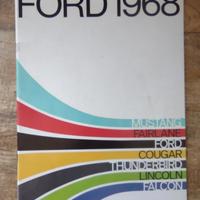 FORD 1968
MUSTANG
FAIRLANE
FORD
COUGAR
THUNDERBIRD
LINCOLN
FALCON